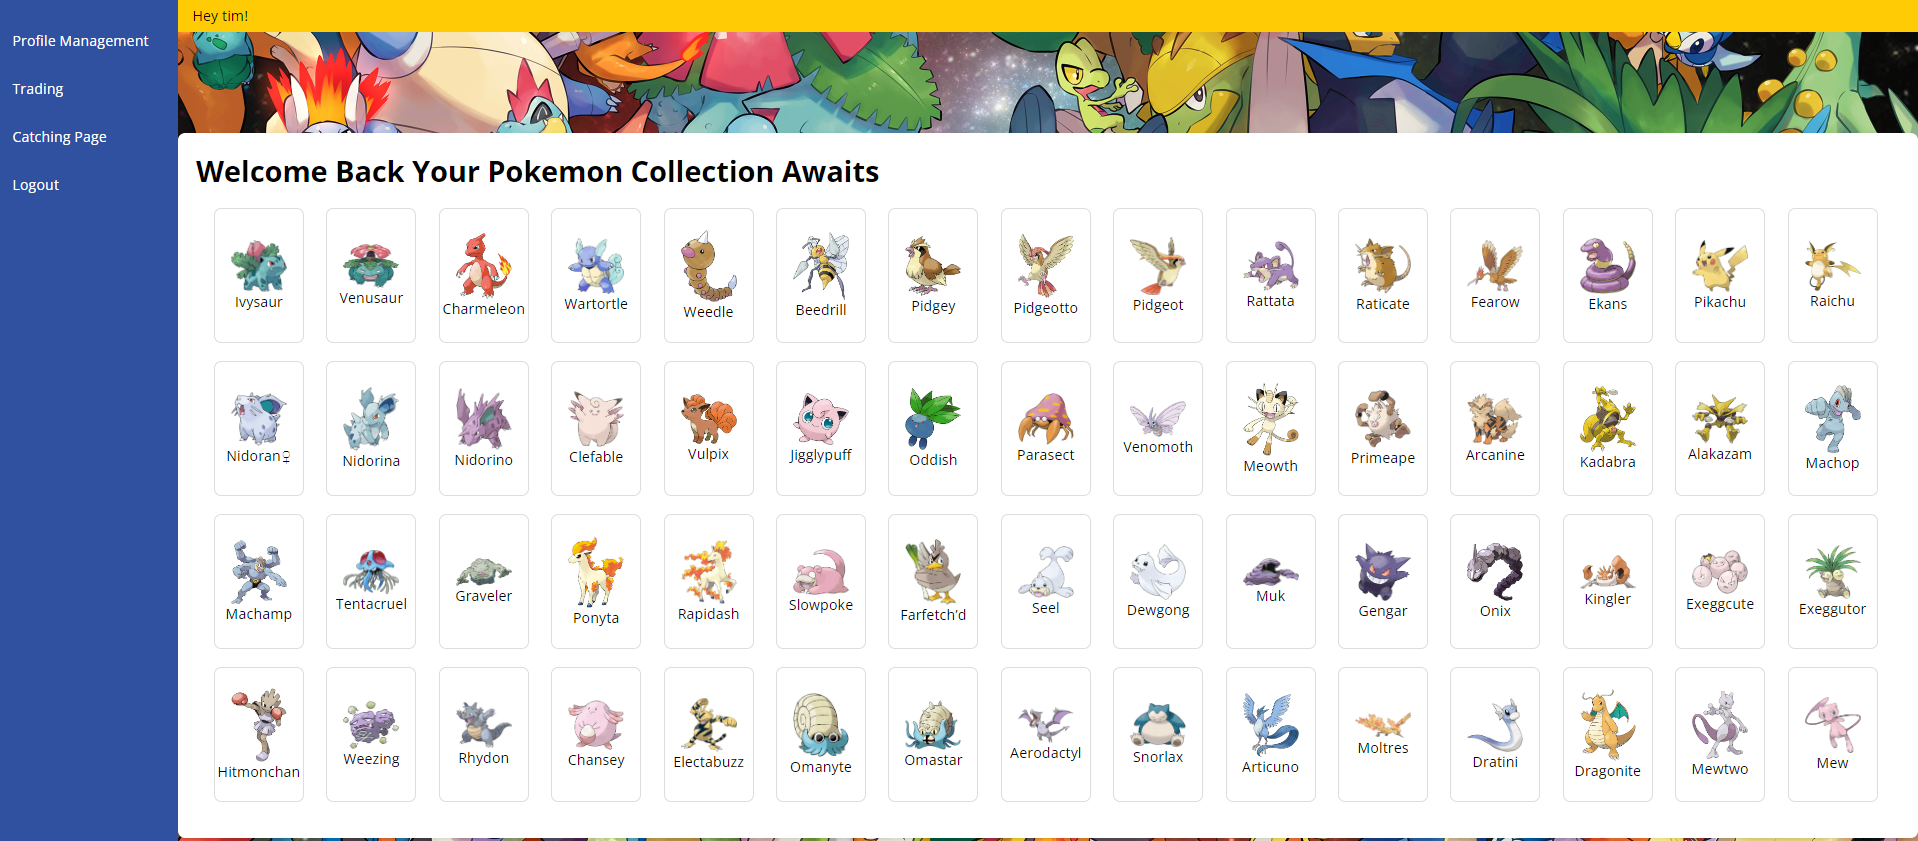 Hey tim!
Profile Management
Trading
Catching Page
Logout
Welcome Back Your Pokemon Collection Awaits
Ivysaur Venusaur Charmeleon Wartortle Weedle Beedrill Pidgey Pidgeotto Pidgeot Rattata Raticate Fearow Ekans Pikachu Raichu
Nidoran♀ Nidorina Nidorino Clefable Vulpix Jigglypuff Oddish Parasect Venomoth Meowth Primeape Arcanine Kadabra Alakazam Machop
Machamp Tentacruel Graveler Ponyta Rapidash Slowpoke Farfetch’d Seel Dewgong Muk Gengar Onix Kingler Exeggcute Exeggutor
Hitmonchan Weezing Rhydon Chansey Electabuzz Omanyte Omastar Aerodactyl Snorlax Articuno Moltres Dratini Dragonite Mewtwo Mew